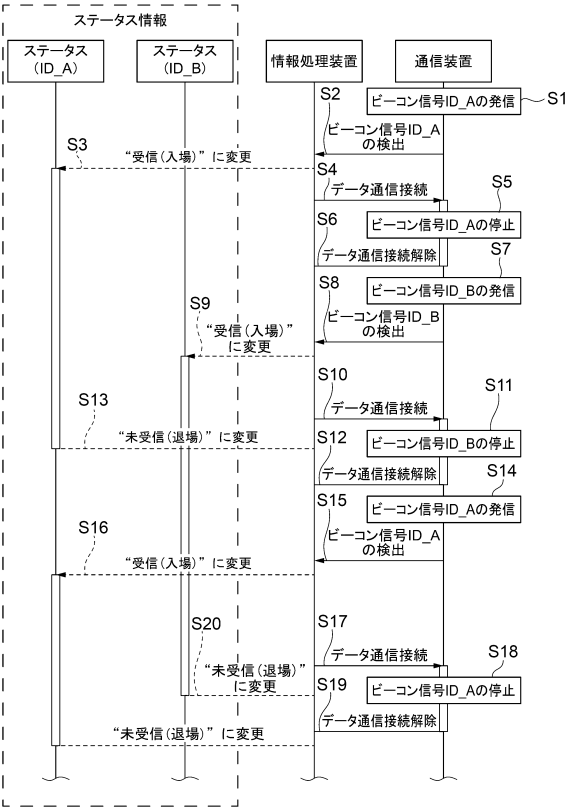 ステータス情報
ステータス
(ID_A)
ステータス
(ID_B)
情報処理装置
通信装置
ビーコン信号ID_Aの発信
S1
S2
ビーコン信号ID_A
の検出
S3
“受信(入場)”に変更
S4
データ通信接続
S5
ビーコン信号ID_Aの停止
S6
データ通信接続解除
S7
ビーコン信号ID_Bの発信
S8
ビーコン信号ID_B
の検出
S9
“受信(入場)”
に変更
S10
データ通信接続
S11
ビーコン信号ID_Bの停止
S13
“未受信(退場)”に変更
S12
データ通信接続解除
S14
ビーコン信号ID_Aの発信
S15
ビーコン信号ID_A
の検出
S16
“受信(入場)”に変更
S17
データ通信接続
S18
ビーコン信号ID_Aの停止
S20
“未受信(退場)”
に変更
S19
データ通信接続解除
“未受信(退場)”に変更